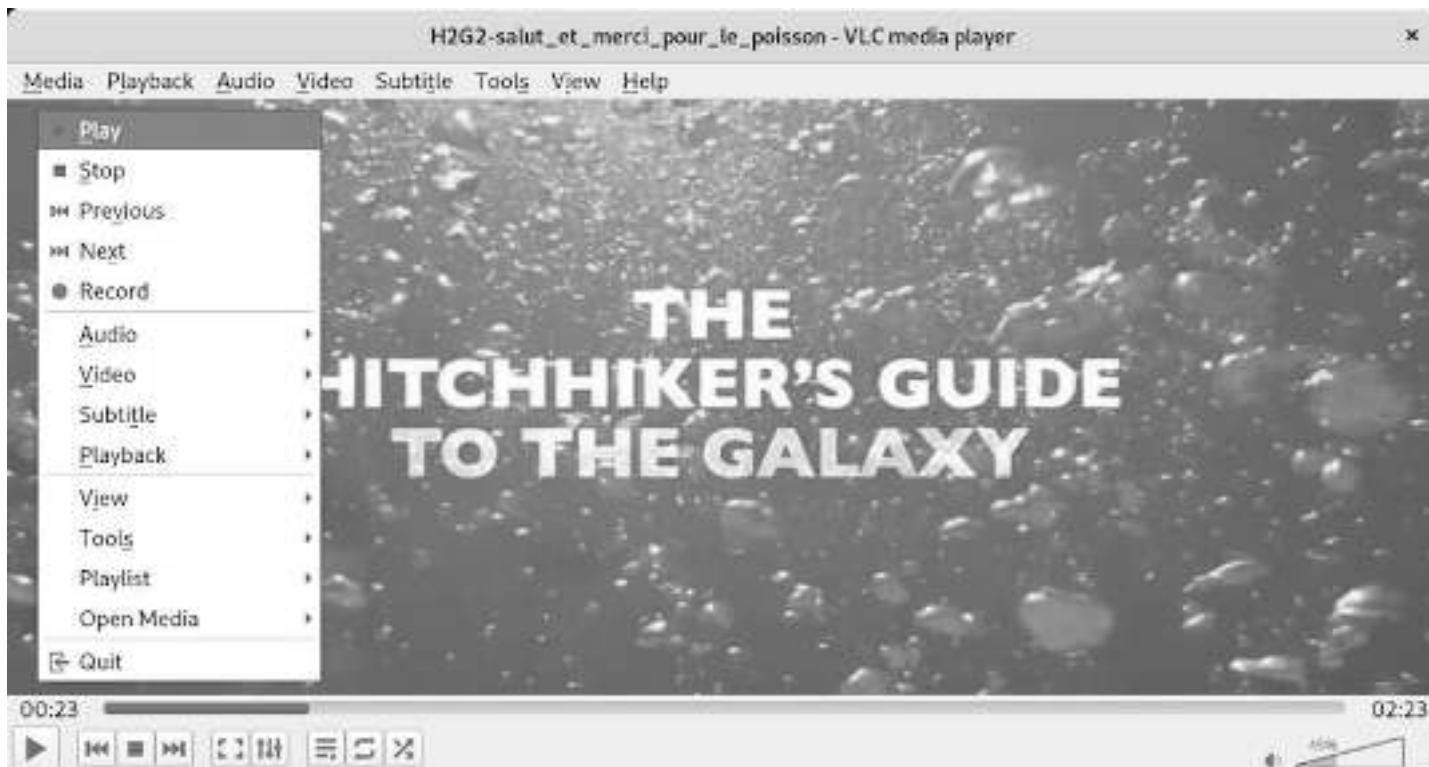 H2G2-salut_et_merci_pour_le_poisson - VLC media player
Media Playback Audio Video Subtitle Tools View Help
Play
Stop
Previous
Next
Record
Audio
Video
Subtitle
Playback
View
Tools
Playlist
Open Media
Quit
THE
HITCHHIKER'S GUIDE
TO THE GALAXY
00:23 02:23